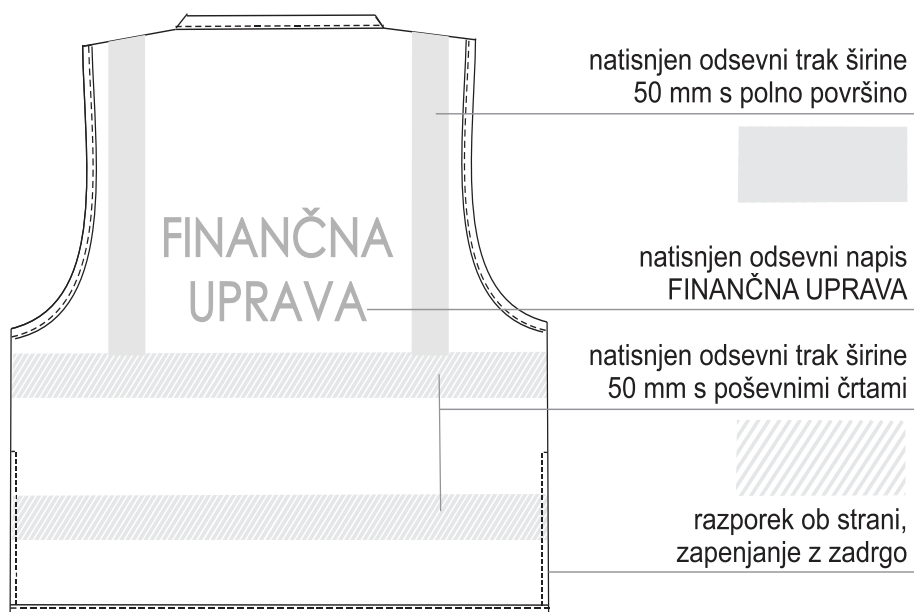 natisnjen odsevni trak širine
50 mm s polno površino
FINANČNA
UPRAVA
natisnjen odsevni napis
FINANČNA UPRAVA
natisnjen odsevni trak širine
50 mm s poševnimi črtami
razporek ob strani,
zapenjanje z zadrgo